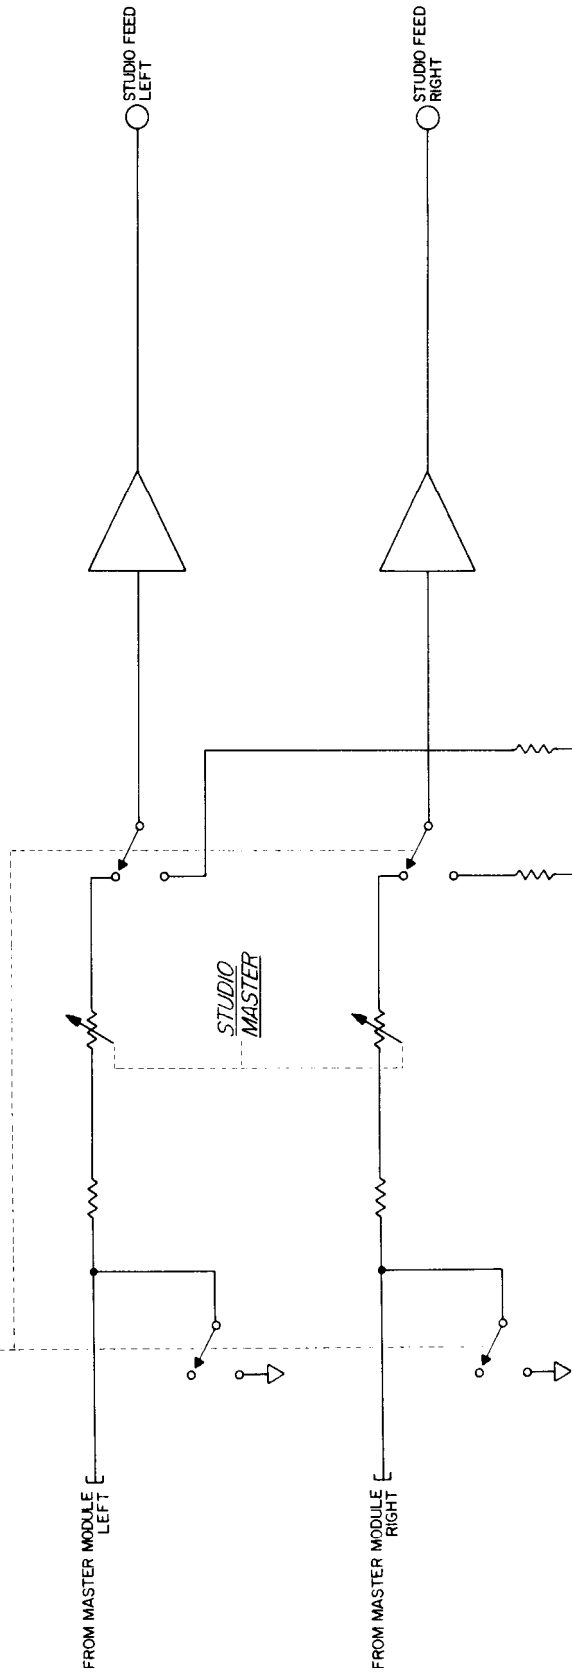 STUDIO FEED
LEFT
STUDIO FEED
RIGHT
STUDIO
MASTER
FROM MASTER MODULE
LEFT
FROM MASTER MODULE
RIGHT